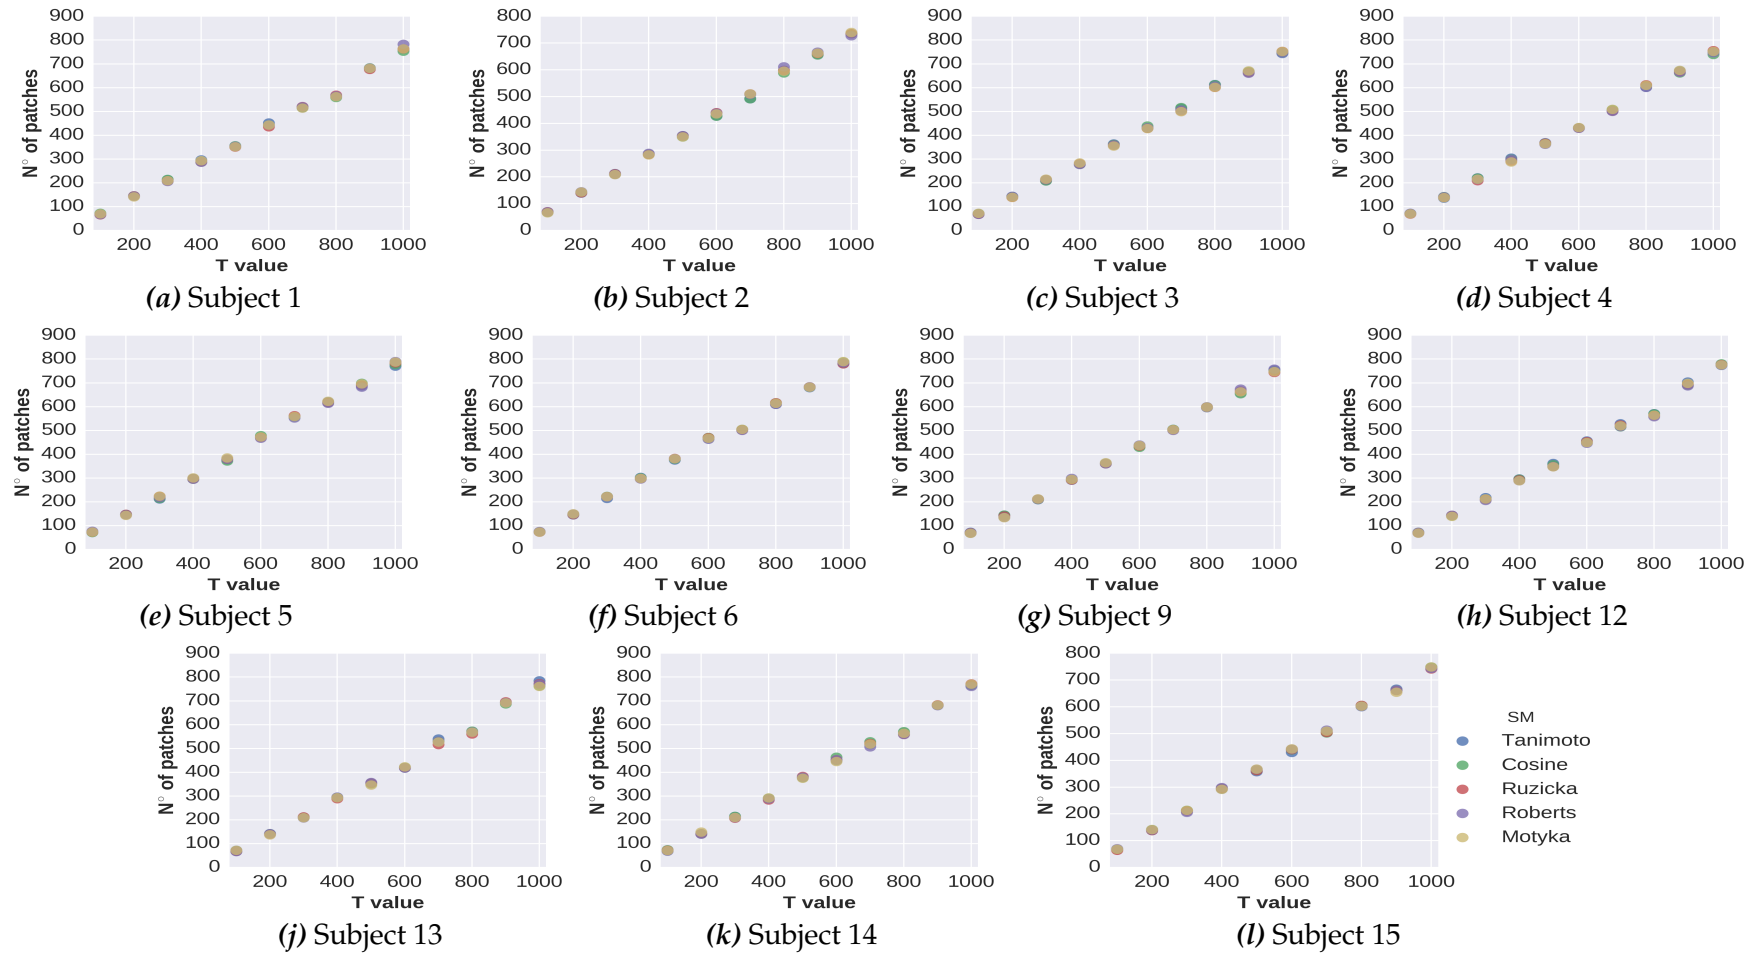 900
800
700
600
500
400
300
200
100
0
N° of patches
200 400 600 800 1000
T value
(a) Subject 1
800
700
600
500
400
300
200
100
0
N° of patches
200 400 600 800 1000
T value
(b) Subject 2
900
800
700
600
500
400
300
200
100
0
N° of patches
200 400 600 800 1000
T value
(c) Subject 3
900
800
700
600
500
400
300
200
100
0
N° of patches
200 400 600 800 1000
T value
(d) Subject 4
900
800
700
600
500
400
300
200
100
0
N° of patches
200 400 600 800 1000
T value
(e) Subject 5
900
800
700
600
500
400
300
200
100
0
N° of patches
200 400 600 800 1000
T value
(f) Subject 6
900
800
700
600
500
400
300
200
100
0
N° of patches
200 400 600 800 1000
T value
(g) Subject 9
900
800
700
600
500
400
300
200
100
0
N° of patches
200 400 600 800 1000
T value
(h) Subject 12
900
800
700
600
500
400
300
200
100
0
N° of patches
200 400 600 800 1000
T value
(j) Subject 13
900
800
700
600
500
400
300
200
100
0
N° of patches
200 400 600 800 1000
T value
(k) Subject 14
800
700
600
500
400
300
200
100
0
N° of patches
200 400 600 800 1000
T value
(l) Subject 15
SM
Tanimoto
Cosine
Ruzicka
Roberts
Motyka